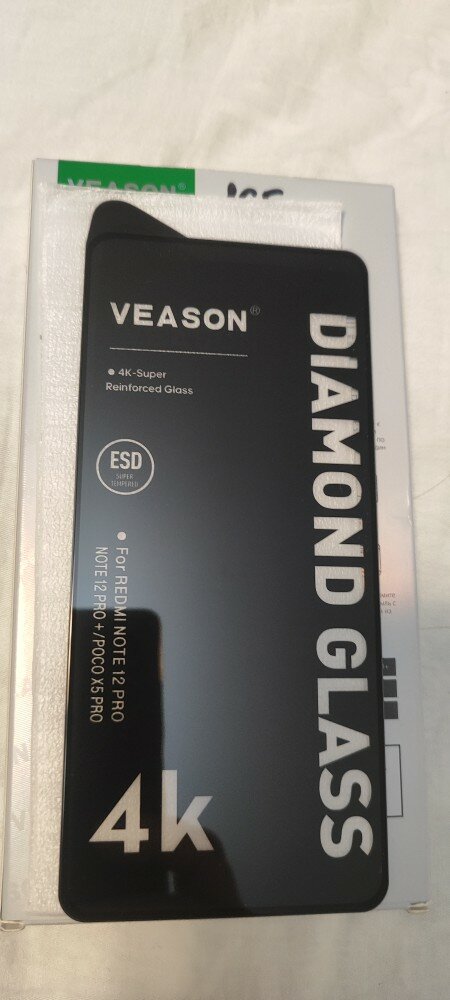 VEASON®
VEASON®
4K-Super
Reinforced Glass
ESD
SUPER
TEMPERED
For REDMI NOTE 12 PRO
NOTE 12 PRO + / POCO X5 PRO
4k
DIAMOND GLASS